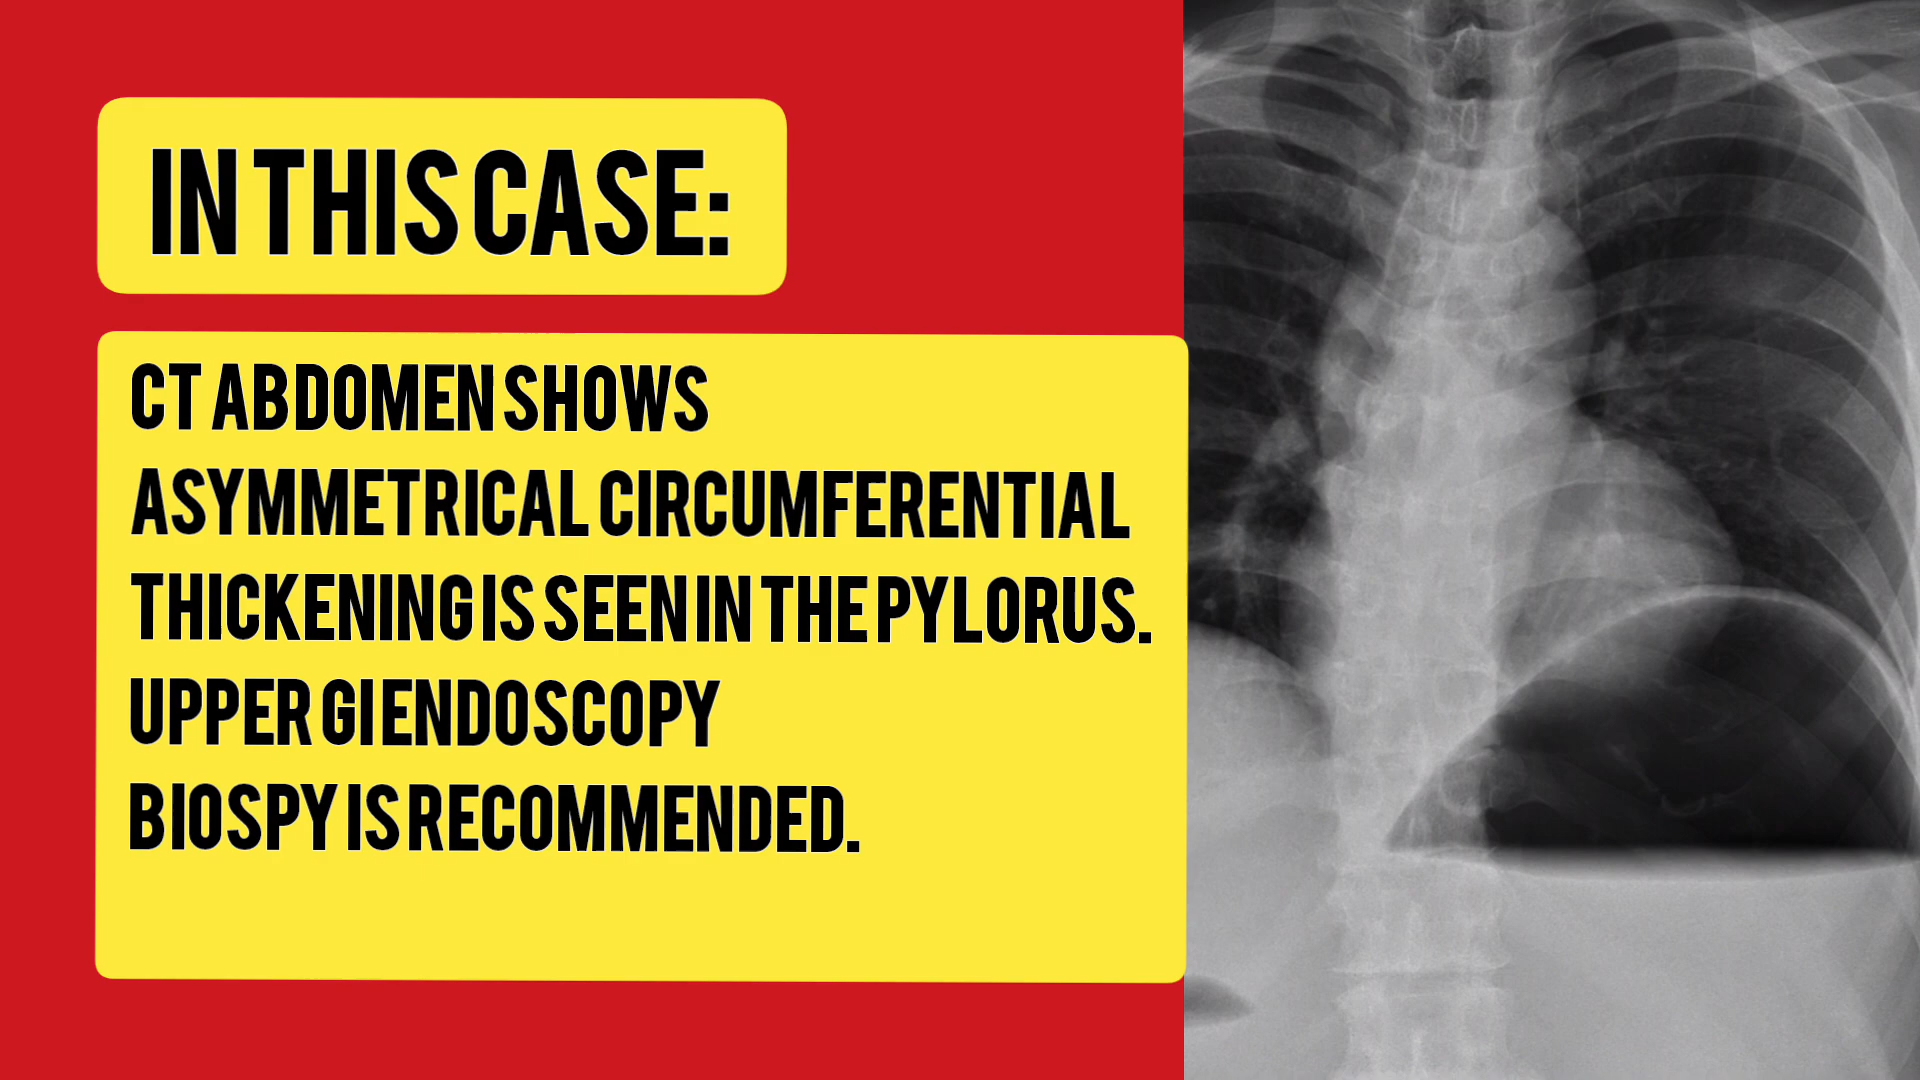 IN THIS CASE:
CT ABDOMEN SHOWS
ASYMMETRICAL CIRCUMFERENTIAL
THICKENING IS SEEN IN THE PYLORUS.
UPPER GI ENDOSCOPY
BIOSPY IS RECOMMENDED.